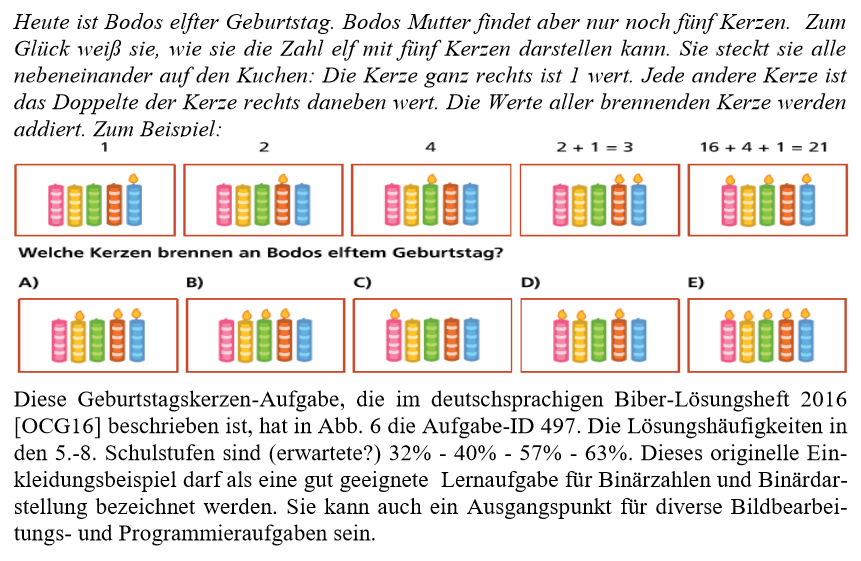 Heute ist Bodos elfter Geburtstag. Bodos Mutter findet aber nur noch fünf Kerzen. Zum
Glück weiß sie, wie sie die Zahl elf mit fünf Kerzen darstellen kann. Sie steckt sie alle
nebeneinander auf den Kuchen: Die Kerze ganz rechts ist 1 wert. Jede andere Kerze ist
das Doppelte der Kerze rechts daneben wert. Die Werte aller brennenden Kerze werden
addiert. Zum Beispiel:
1 2 4 2 + 1 = 3 16 + 4 + 1 = 21
Welche Kerzen brennen an Bodos elftem Geburtstag?
A) B) C) D) E)
Diese Geburtstagskerzen-Aufgabe, die im deutschsprachigen Biber-Lösungsheft 2016
[OCG16] beschrieben ist, hat in Abb. 6 die Aufgabe-ID 497. Die Lösungshäufigkeiten in
den 5.-8. Schulstufen sind (erwartete?) 32% - 40% - 57% - 63%. Dieses originelle Ein-
kleidungsbeispiel darf als eine gut geeignete Lernaufgabe für Binärzahlen und Binärdar-
stellung bezeichnet werden. Sie kann auch ein Ausgangspunkt für diverse Bildbearbei-
tungs- und Programmieraufgaben sein.